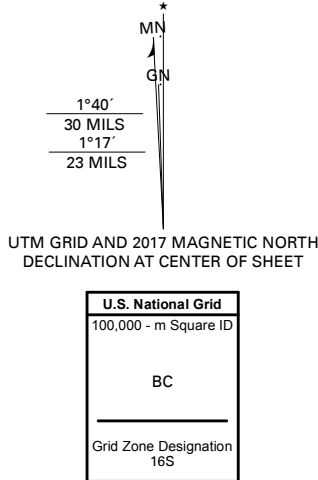 MN
GN
1°40´
30 MILS
1°17´
23 MILS
UTM GRID AND 2017 MAGNETIC NORTH
DECLINATION AT CENTER OF SHEET
U.S. National Grid
100,000 - m Square ID
BC
Grid Zone Designation
16S